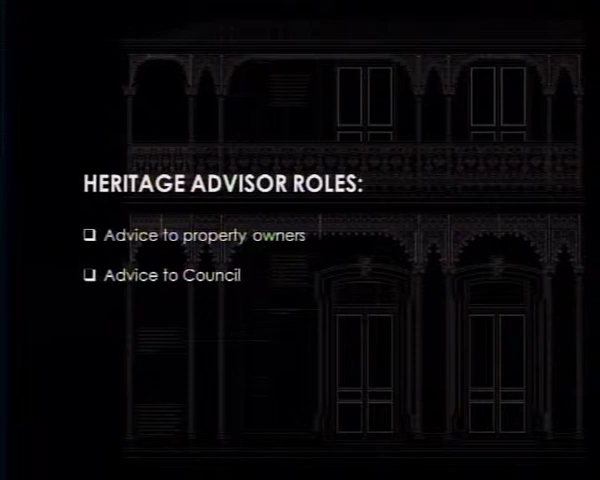 HERITAGE ADVISOR ROLES:
❑ Advice to property owners
❑ Advice to Council